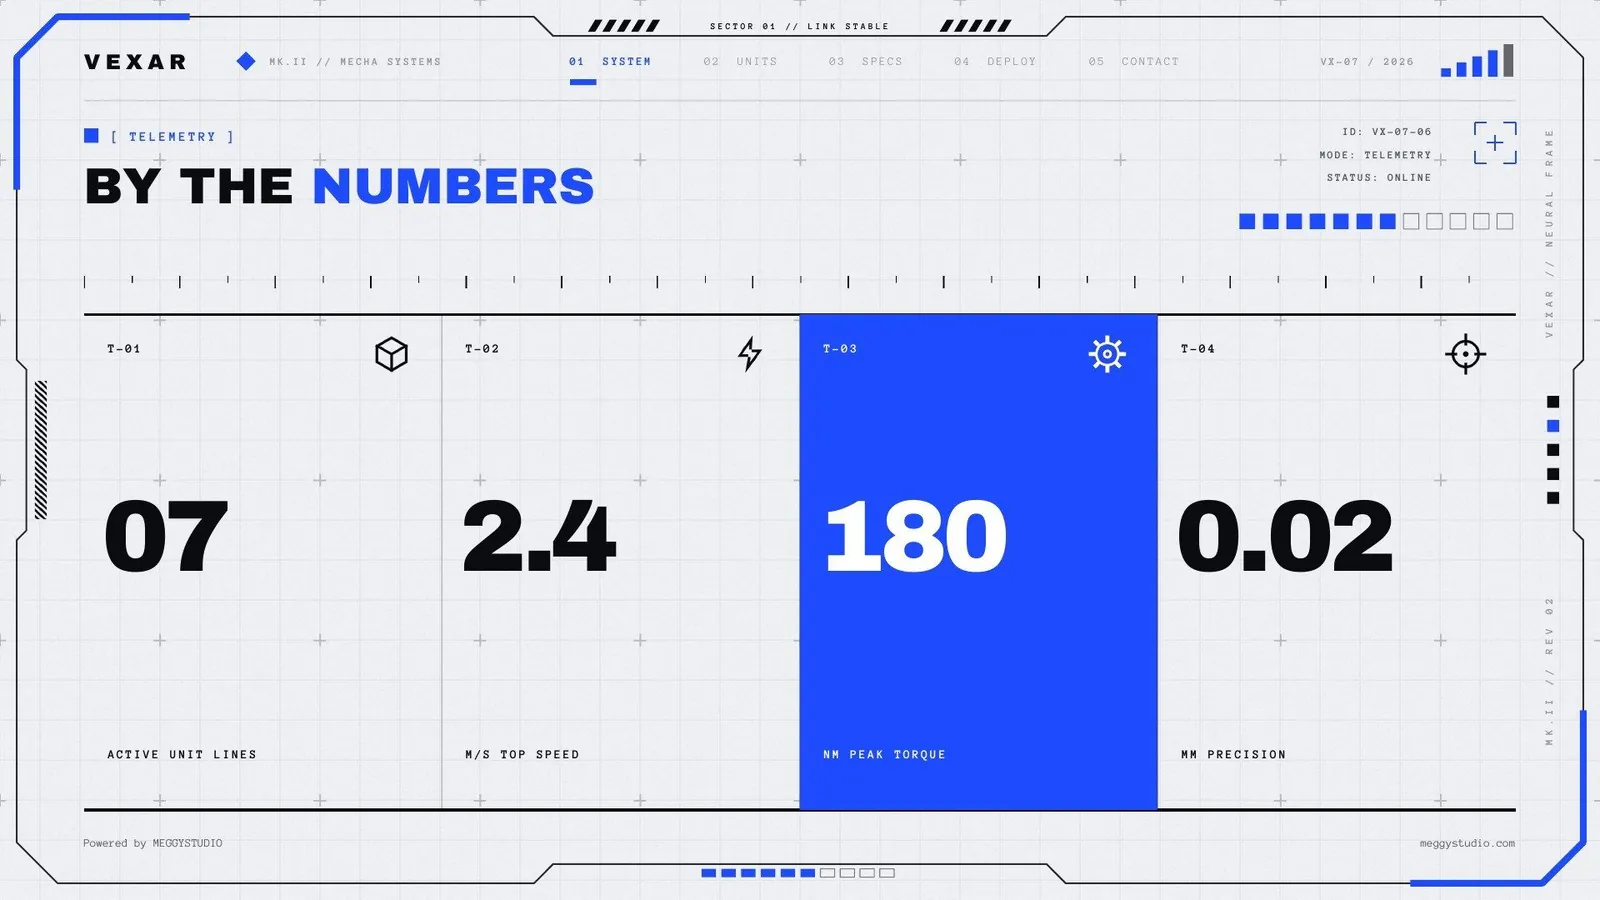 SECTOR 01 // LINK STABLE
VEXAR
MK.II // MECHA SYSTEMS
01 SYSTEM
02 UNITS
03 SPECS
04 DEPLOY
05 CONTACT
VX-07 / 2026
[ TELEMETRY ]
BY THE NUMBERS
ID: VX-07-06
MODE: TELEMETRY
STATUS: ONLINE
VEXAR // NEURAL FRAME
T-01
07
ACTIVE UNIT LINES
T-02
2.4
M/S TOP SPEED
T-03
180
NM PEAK TORQUE
T-04
0.02
MM PRECISION
MK.II // REV 02
Powered by MEGGYSTUDIO
meggystudio.com